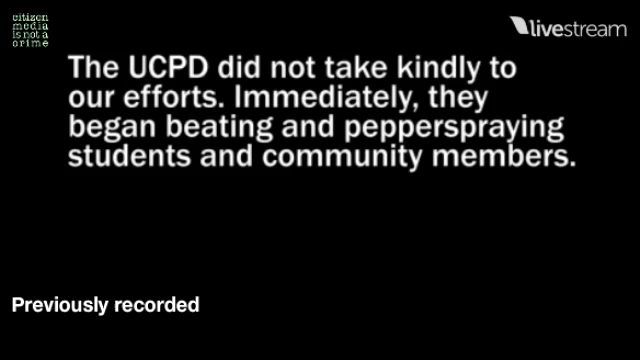 citizen
media
is not a
crime
livestream
The UCPD did not take kindly to
our efforts. Immediately, they
began beating and pepperspraying
students and community members.
Previously recorded